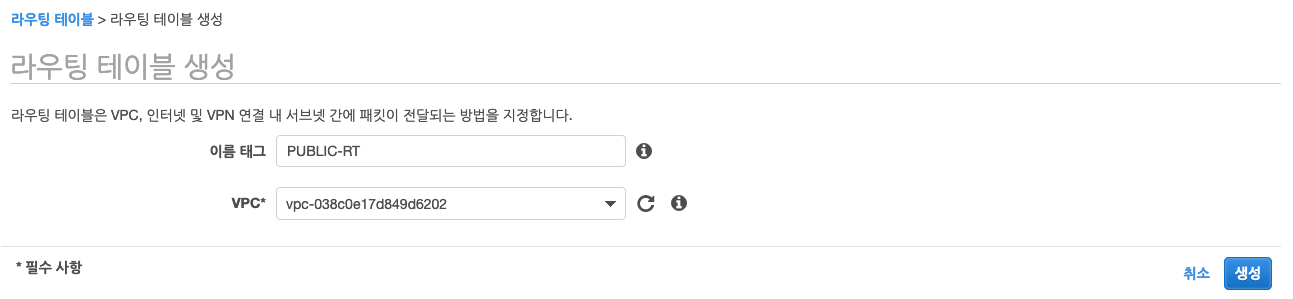 라우팅 테이블 > 라우팅 테이블 생성
라우팅 테이블 생성
라우팅 테이블은 VPC, 인터넷 및 VPN 연결 내 서브넷 간에 패킷이 전달되는 방법을 지정합니다.
이름 태그 PUBLIC-RT
VPC* vpc-038c0e17d849d6202
* 필수 사항 취소 생성